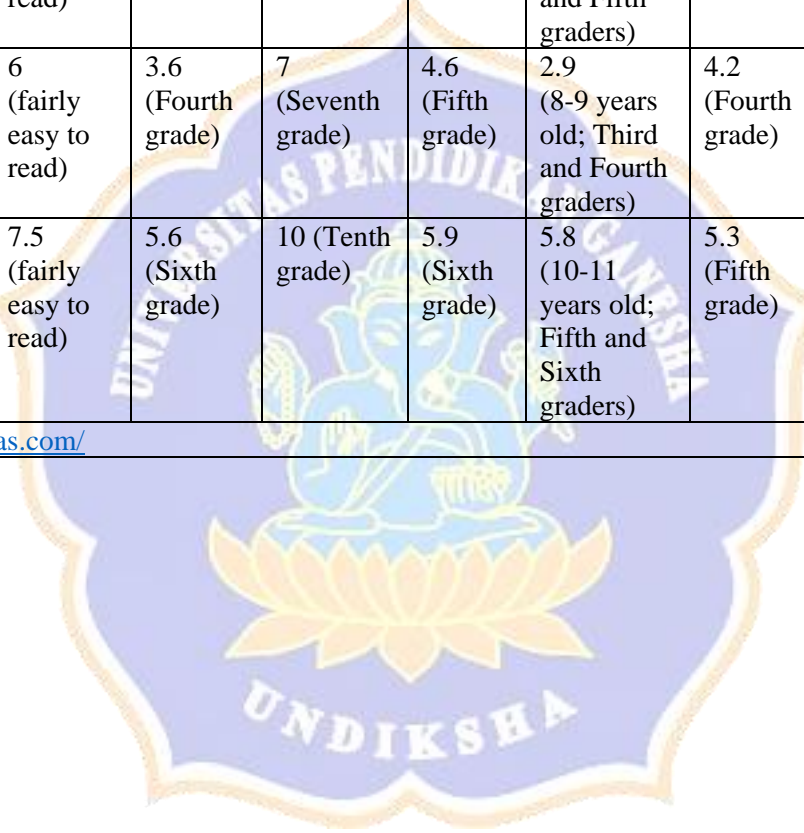 read)
and Fifth
graders)
6
(fairly
easy to
read)
3.6
(Fourth
grade)
7
(Seventh
grade)
4.6
(Fifth
grade)
2.9
(8-9 years
old; Third
and Fourth
graders)
4.2
(Fourth
grade)
7.5
(fairly
easy to
read)
5.6
(Sixth
grade)
10 (Tenth
grade)
5.9
(Sixth
grade)
5.8
(10-11
years old;
Fifth and
Sixth
graders)
5.3
(Fifth
grade)
as.com/
UNIVERSITAS PENDIDIKAN GANESHA
UNDIKSHA